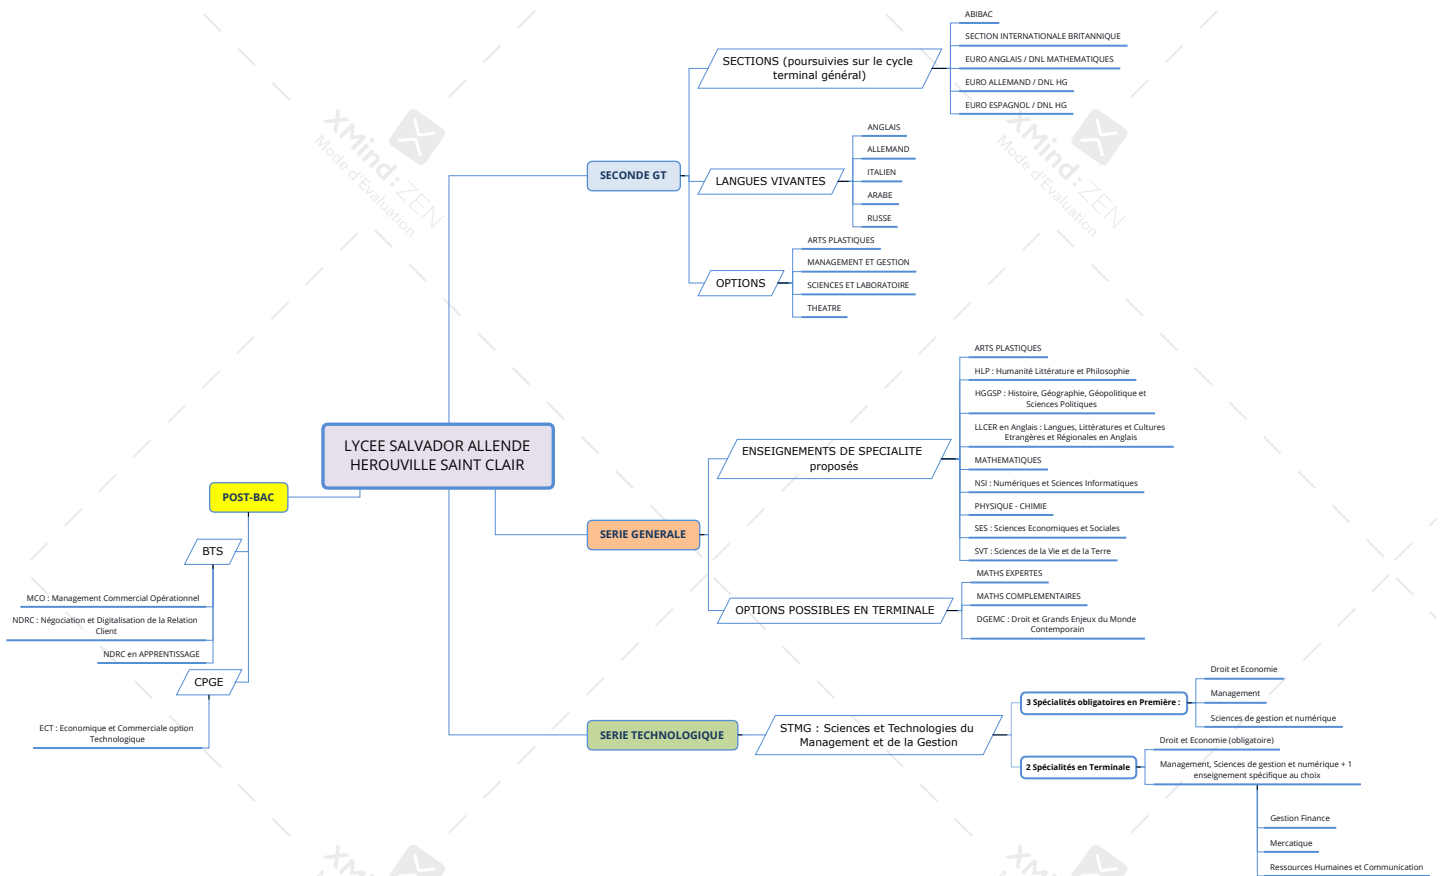 ABIBAC
SECTION INTERNATIONALE BRITANNIQUE
SECTIONS (poursuivies sur le cycle
terminal général)
EURO ANGLAIS / DNL MATHEMATIQUES
EURO ALLEMAND / DNL HG
EURO ESPAGNOL / DNL HG
SECONDE GT
LANGUES VIVANTES
ANGLAIS
ALLEMAND
ITALIEN
ARABE
RUSSE
OPTIONS
ARTS PLASTIQUES
MANAGEMENT ET GESTION
SCIENCES ET LABORATOIRE
THEATRE
LYCEE SALVADOR ALLENDE
HEROUVILLE SAINT CLAIR
SERIE GENERALE
ENSEIGNEMENTS DE SPECIALITE
proposés
ARTS PLASTIQUES
HLP : Humanité Littérature et Philosophie
HGGSP : Histoire, Géographie, Géopolitique et
Sciences Politiques
LLCER en Anglais : Langues, Littératures et Cultures
Etrangères et Régionales en Anglais
MATHEMATIQUES
NSI : Numériques et Sciences Informatiques
PHYSIQUE - CHIMIE
SES : Sciences Economiques et Sociales
SVT : Sciences de la Vie et de la Terre
OPTIONS POSSIBLES EN TERMINALE
MATHS EXPERTES
MATHS COMPLEMENTAIRES
DGEMC : Droit et Grands Enjeux du Monde
Contemporain
SERIE TECHNOLOGIQUE
STMG : Sciences et Technologies du
Management et de la Gestion
3 Spécialités obligatoires en Première :
Droit et Economie
Management
Sciences de gestion et numérique
2 Spécialités en Terminale
Droit et Economie (obligatoire)
Management, Sciences de gestion et numérique + 1
enseignement spécifique au choix
Gestion Finance
Mercatique
Ressources Humaines et Communication
POST-BAC
BTS
MCO : Management Commercial Opérationnel
NDRC : Négociation et Digitalisation de la Relation
Client
NDRC en APPRENTISSAGE
CPGE
ECT : Economique et Commerciale option
Technologique
XMind:ZEN
Mode d'Evaluation
XMind:ZEN
Mode d'Evaluation
XMind
XMind